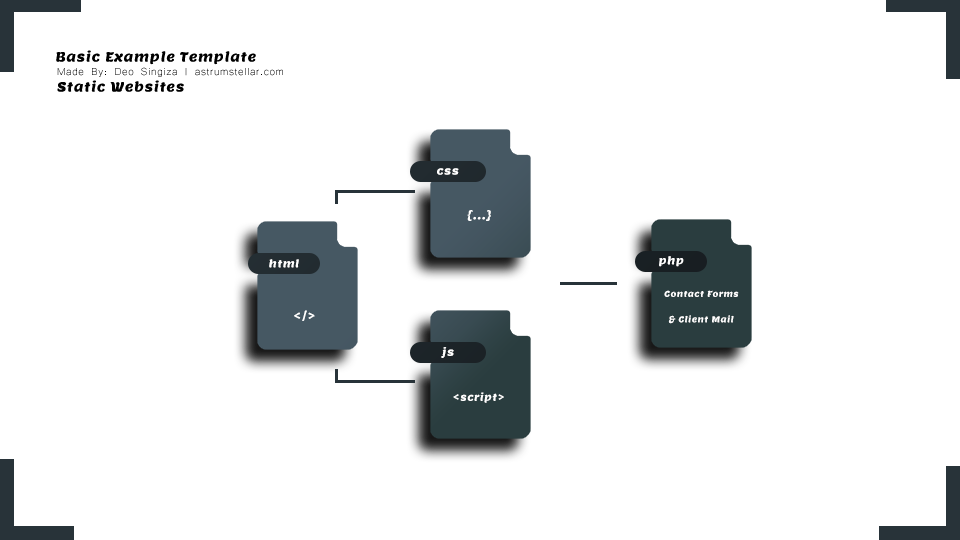 Basic Example Template
Made By: Deo Singiza | astrumstellar.com
Static Websites
css
{...}
html
</>
js
<script>
php
Contact Forms
& Client Mail